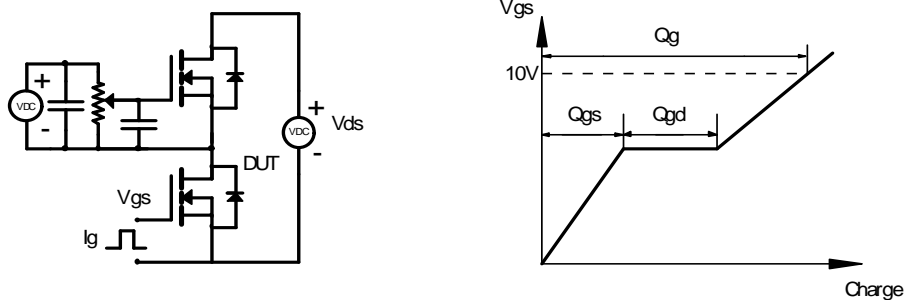 +
VDC
-
+
VDC
-
Vds
DUT
Vgs
Ig
Vgs
Qg
10V
Qgs
Qgd
Charge